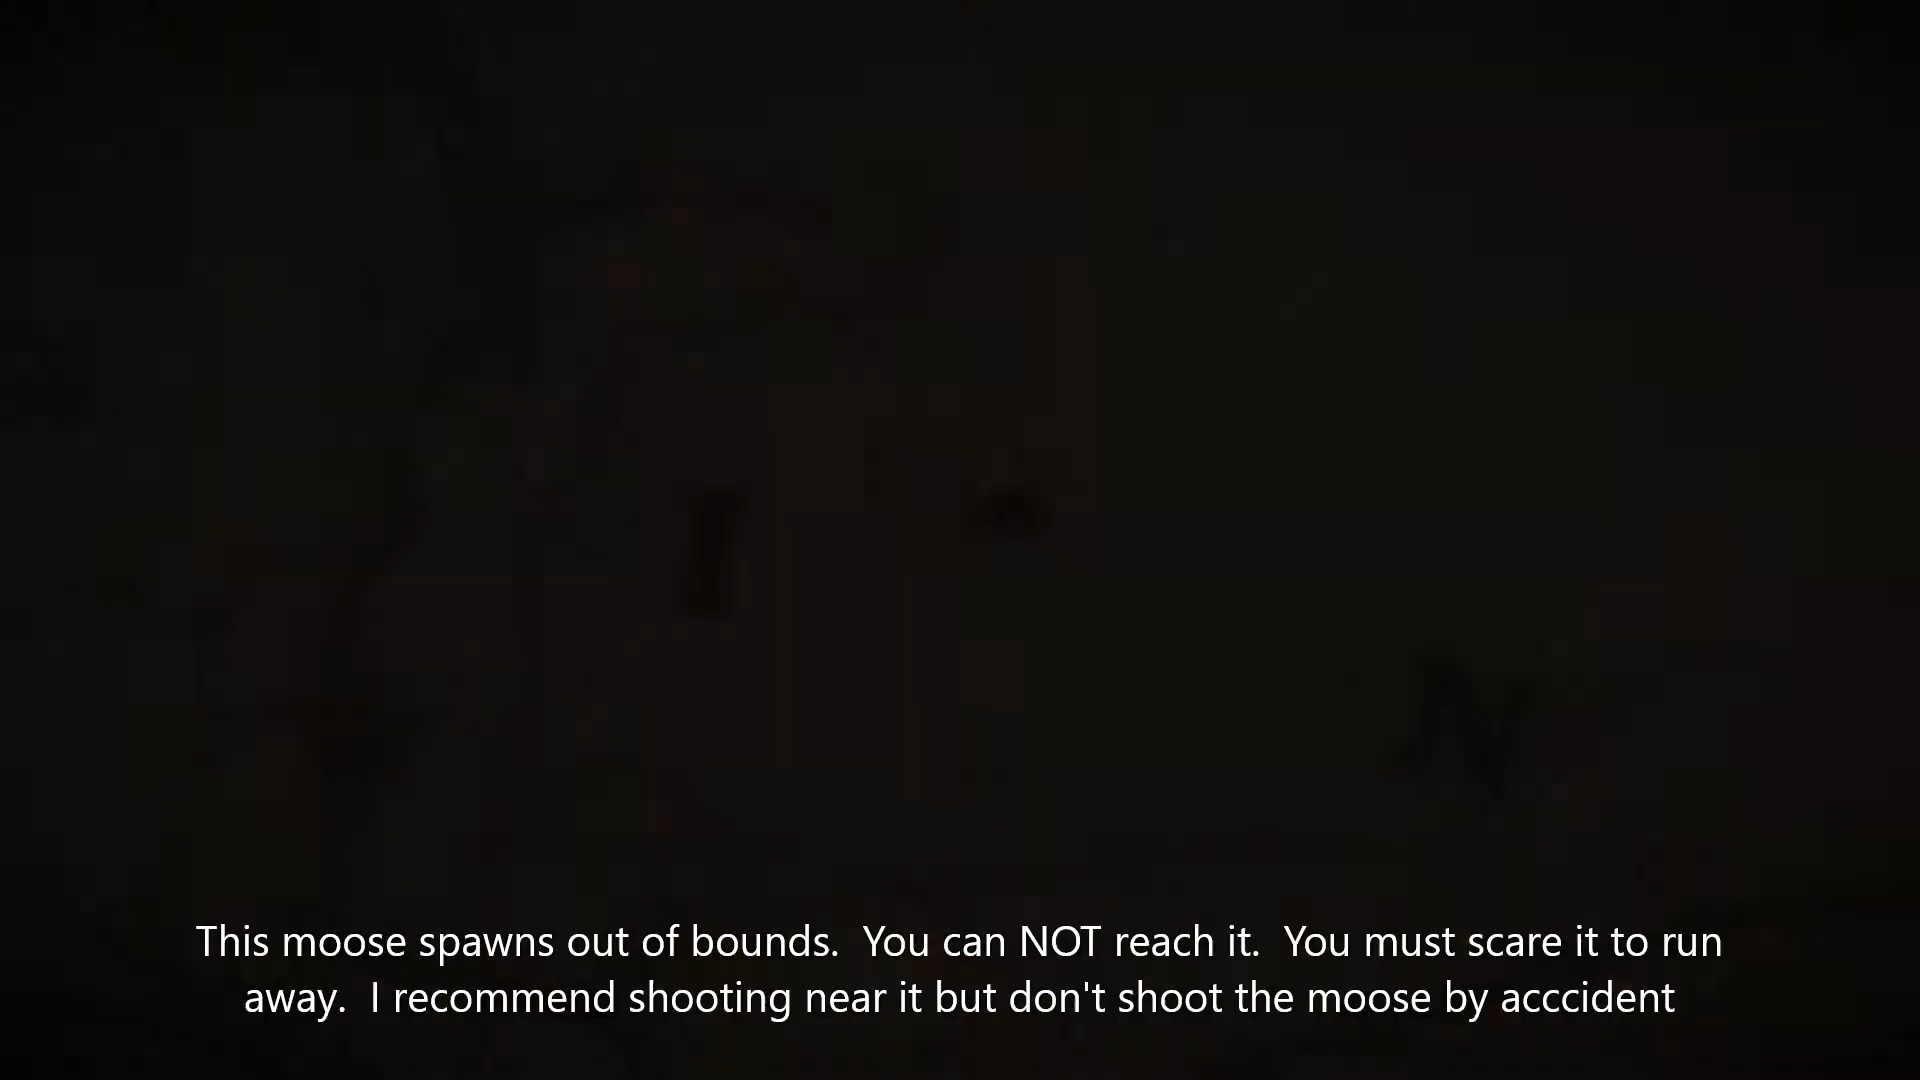 This moose spawns out of bounds.  You can NOT reach it.  You must scare it to run
away.  I recommend shooting near it but don't shoot the moose by acccident